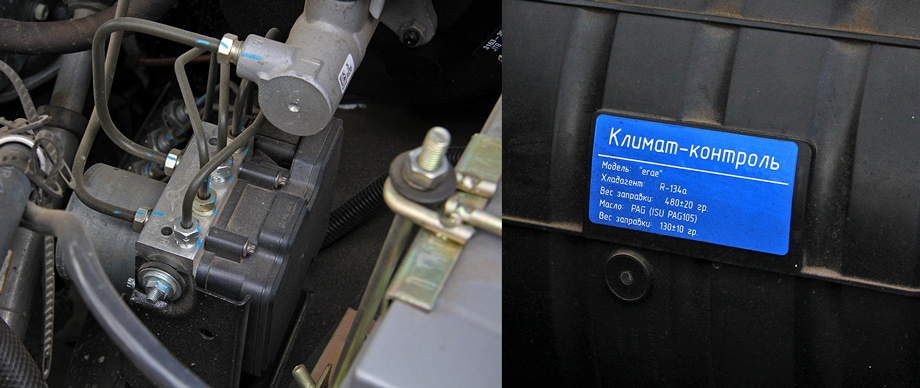 Климат-контроль
Модель: "erae"
Хладагент: R-134a
Вес заправки: 480±20 гр.
Масло: PAG (ISU PAG105)
Вес заправки: 130±10 гр.